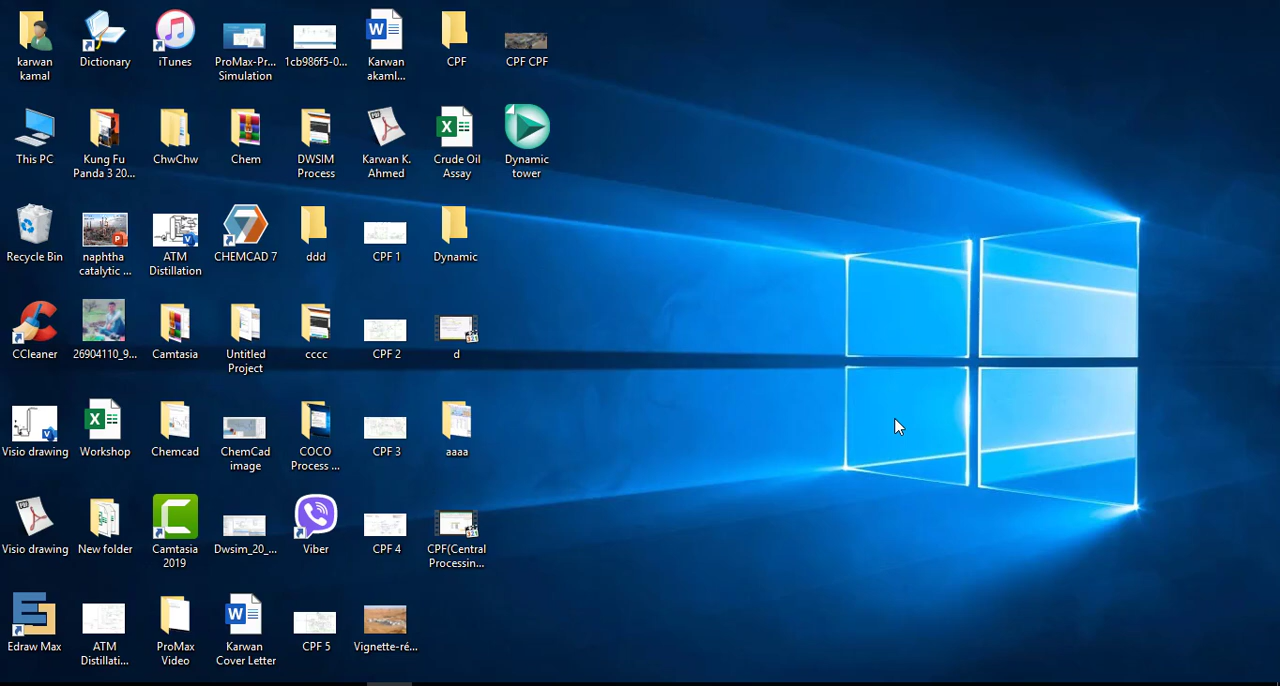 karwan
kamal
Dictionary
iTunes
ProMax-Pr...
Simulation
1cb986f5-0...
Karwan
akaml...
CPF
CPF CPF
This PC
Kung Fu
Panda 3 20...
ChwChw
Chem
DWSIM
Process
Karwan K.
Ahmed
Crude Oil
Assay
Dynamic
tower
Recycle Bin
naphtha
catalytic ...
ATM
Distillation
CHEMCAD 7
ddd
CPF 1
Dynamic
CCleaner
26904110_9...
Camtasia
Untitled
Project
cccc
CPF 2
d
Visio drawing
Workshop
Chemcad
ChemCad
image
COCO
Process ...
CPF 3
aaaa
Visio drawing
New folder
Camtasia
2019
Dwsim_20_...
Viber
CPF 4
CPF(Central
Processin...
Edraw Max
ATM
Distillati...
ProMax
Video
Karwan
Cover Letter
CPF 5
Vignette-ré...